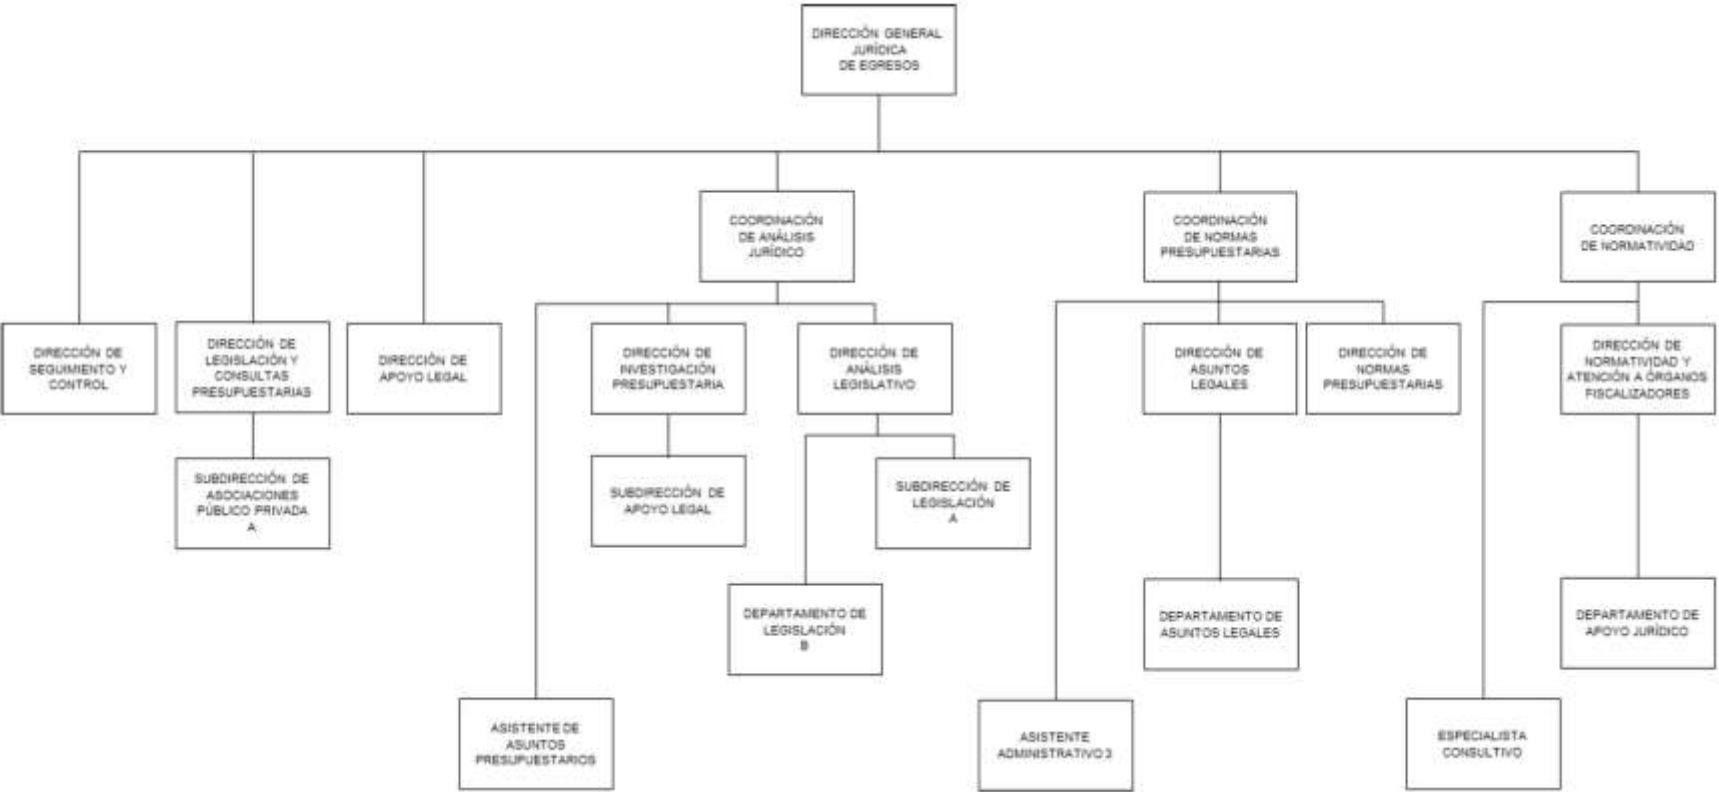 DIRECCIÓN GENERAL
JURÍDICA
DE EGRESOS
COORDINACIÓN
DE ANÁLISIS
JURÍDICO
COORDINACIÓN
DE NORMAS
PRESUPUESTARIAS
COORDINACIÓN
DE NORMATIVIDAD
DIRECCIÓN DE
SEGUIMIENTO Y
CONTROL
DIRECCIÓN DE
LEGISLACIÓN Y
CONSULTAS
PRESUPUESTARIAS
DIRECCIÓN DE
APOYO LEGAL
DIRECCIÓN DE
INVESTIGACIÓN
PRESUPUESTARIA
DIRECCIÓN DE
ANÁLISIS
LEGISLATIVO
DIRECCIÓN DE
ASUNTOS
LEGALES
DIRECCIÓN DE
NORMAS
PRESUPUESTARIAS
DIRECCIÓN DE
NORMATIVIDAD Y
ATENCIÓN A ÓRGANOS
FISCALIZADORES
SUBDIRECCIÓN DE
ASOCIACIONES
PÚBLICO PRIVADA
A
SUBDIRECCIÓN DE
APOYO LEGAL
SUBDIRECCIÓN DE
LEGISLACIÓN
A
DEPARTAMENTO DE
LEGISLACIÓN
B
DEPARTAMENTO DE
ASUNTOS LEGALES
DEPARTAMENTO DE
APOYO JURÍDICO
ASISTENTE DE
ASUNTOS
PRESUPUESTARIOS
ASISTENTE
ADMINISTRATIVO 3
ESPECIALISTA
CONSULTIVO